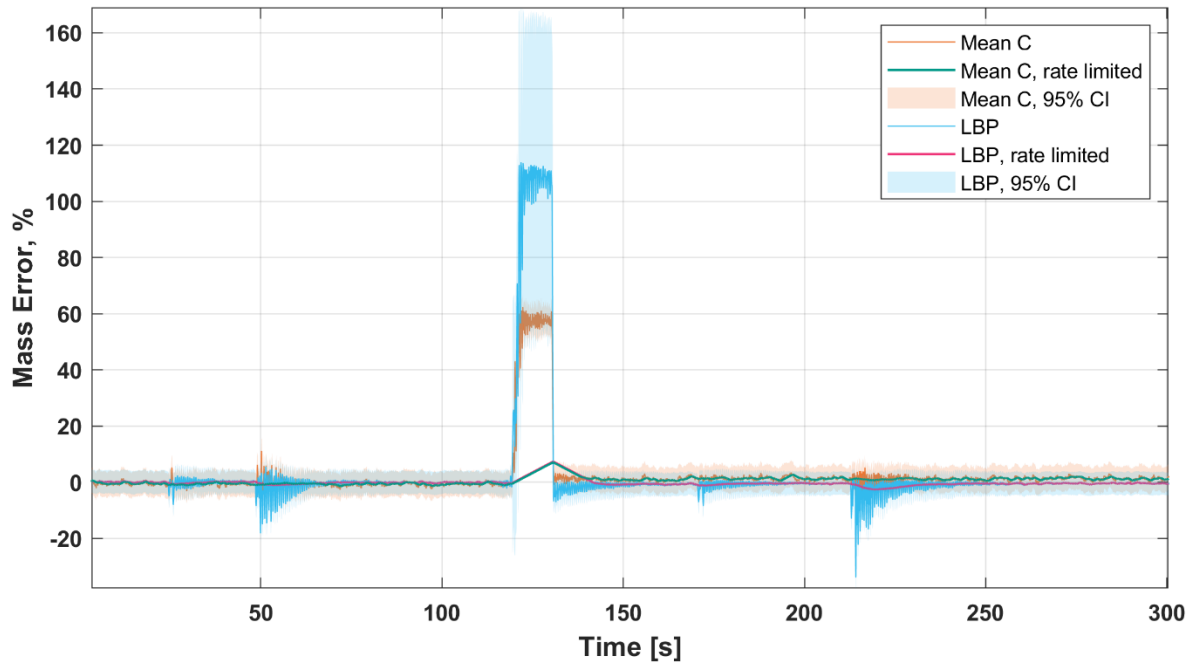 Mass Error, %
160
140
120
100
80
60
40
20
0
-20
Mean C
Mean C, rate limited
Mean C, 95% CI
LBP
LBP, rate limited
LBP, 95% CI
50
100
150
200
250
300
Time [s]